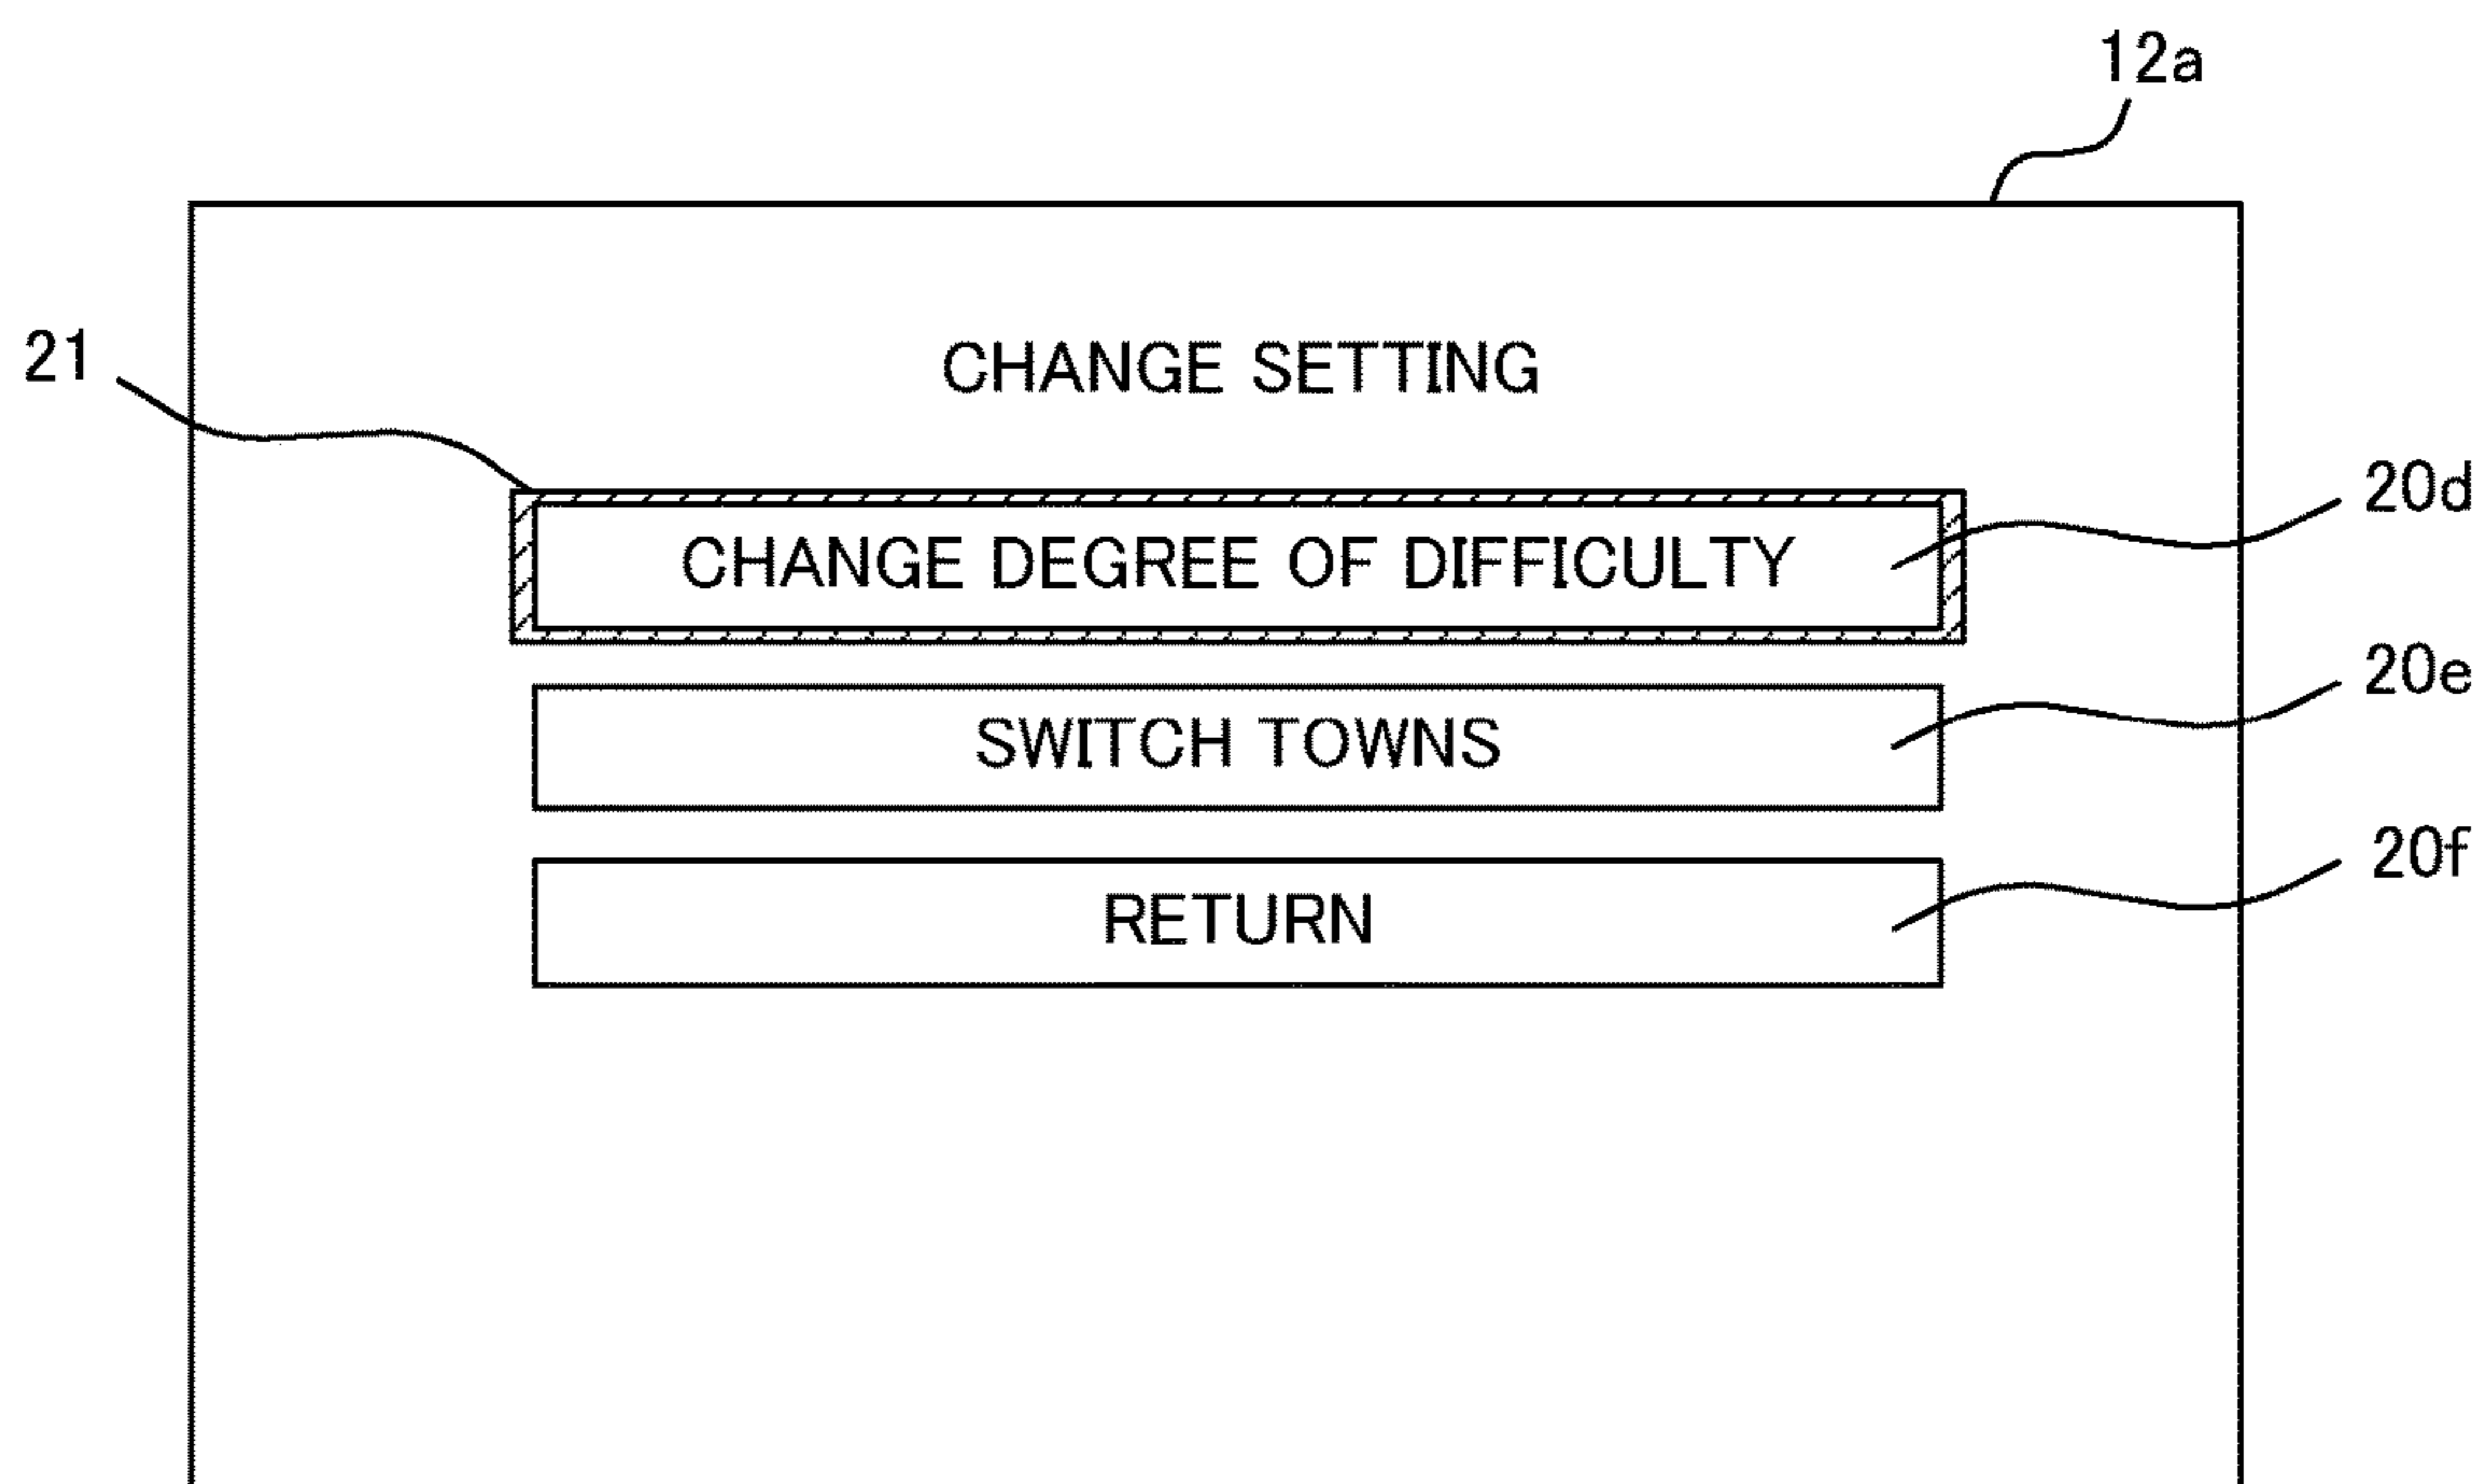 12a
CHANGE SETTING
21
CHANGE DEGREE OF DIFFICULTY
20d
SWITCH TOWNS
20e
RETURN
20f